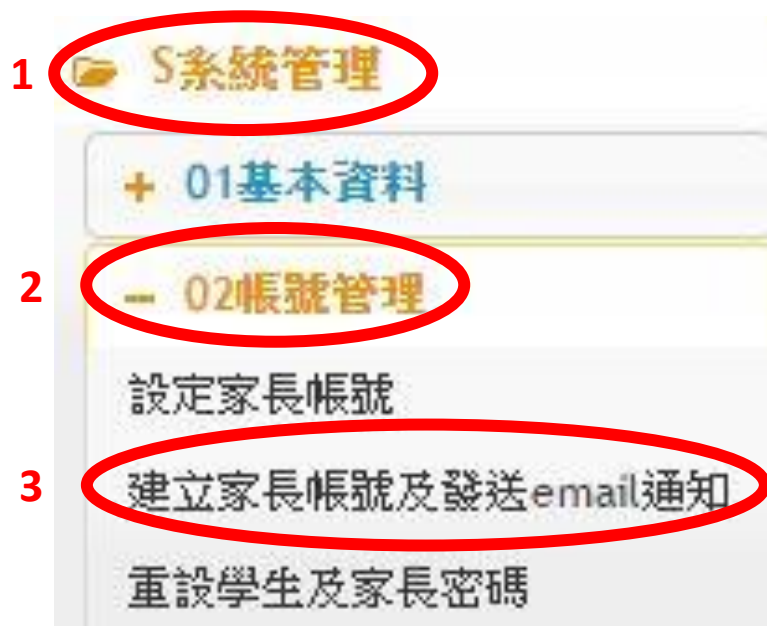 1 S系統管理
+ 01基本資料
2 - 02帳號管理
設定家長帳號
3 建立家長帳號及發送email通知
重設學生及家長密碼